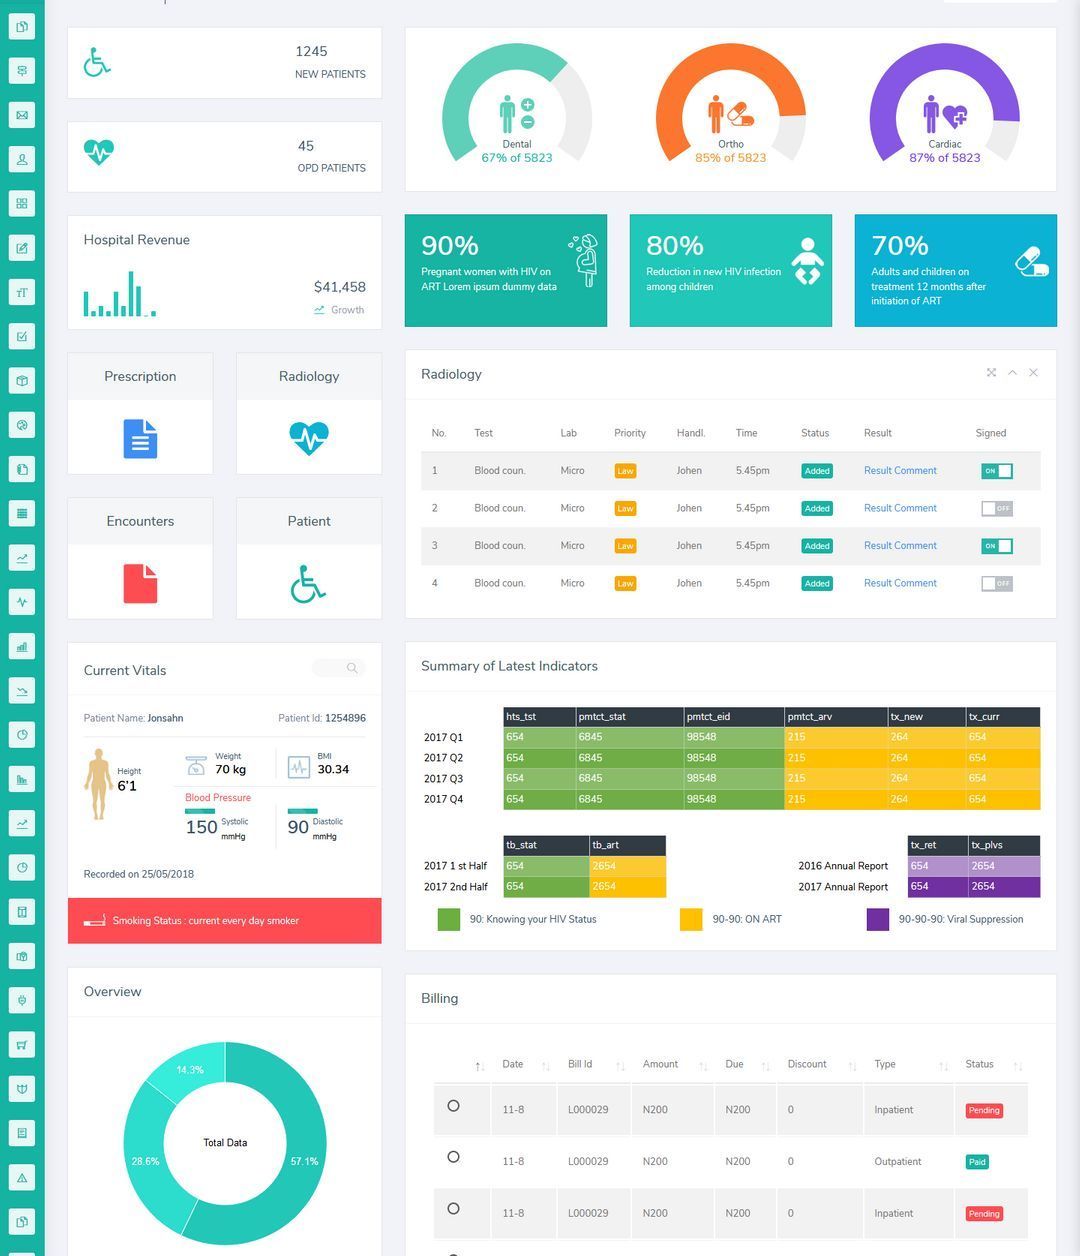 1245
NEW PATIENTS
45
OPD PATIENTS
Dental
67% of 5823
Ortho
85% of 5823
Cardiac
87% of 5823
Hospital Revenue
$41,458
Growth
90%
Pregnant women with HIV on
ART Lorem ipsum dummy data
80%
Reduction in new HIV infection
among children
70%
Adults and children on
treatment 12 months after
initiation of ART
Prescription
Radiology
Encounters
Patient
Radiology
No. Test Lab Priority Handl. Time Status Result Signed
1 Blood coun. Micro Law Johen 5.45pm Added Result Comment ON
2 Blood coun. Micro Law Johen 5.45pm Added Result Comment OFF
3 Blood coun. Micro Law Johen 5.45pm Added Result Comment ON
4 Blood coun. Micro Law Johen 5.45pm Added Result Comment OFF
Current Vitals
Patient Name: Jonsahn Patient Id: 1254896
Height
6'1
Weight
70 kg
BMI
30.34
Blood Pressure
150 Systolic
mmHg
90 Diastolic
mmHg
Recorded on 25/05/2018
Smoking Status : current every day smoker
Summary of Latest Indicators
hts_tst pmtct_stat pmtct_eid pmtct_arv tx_new tx_curr
2017 Q1 654 6845 98548 215 264 654
2017 Q2 654 6845 98548 215 264 654
2017 Q3 654 6845 98548 215 264 654
2017 Q4 654 6845 98548 215 264 654
tb_stat tb_art
2017 1 st Half 654 2654
2017 2nd Half 654 2654
tx_ret tx_plvs
2016 Annual Report 654 2654
2017 Annual Report 654 2654
90: Knowing your HIV Status
90-90: ON ART
90-90-90: Viral Suppression
Overview
14.3%
28.6%
57.1%
Total Data
Billing
Date Bill Id Amount Due Discount Type Status
11-8 L000029 N200 N200 0 Inpatient Pending
11-8 L000029 N200 N200 0 Outpatient Paid
11-8 L000029 N200 N200 0 Inpatient Pending